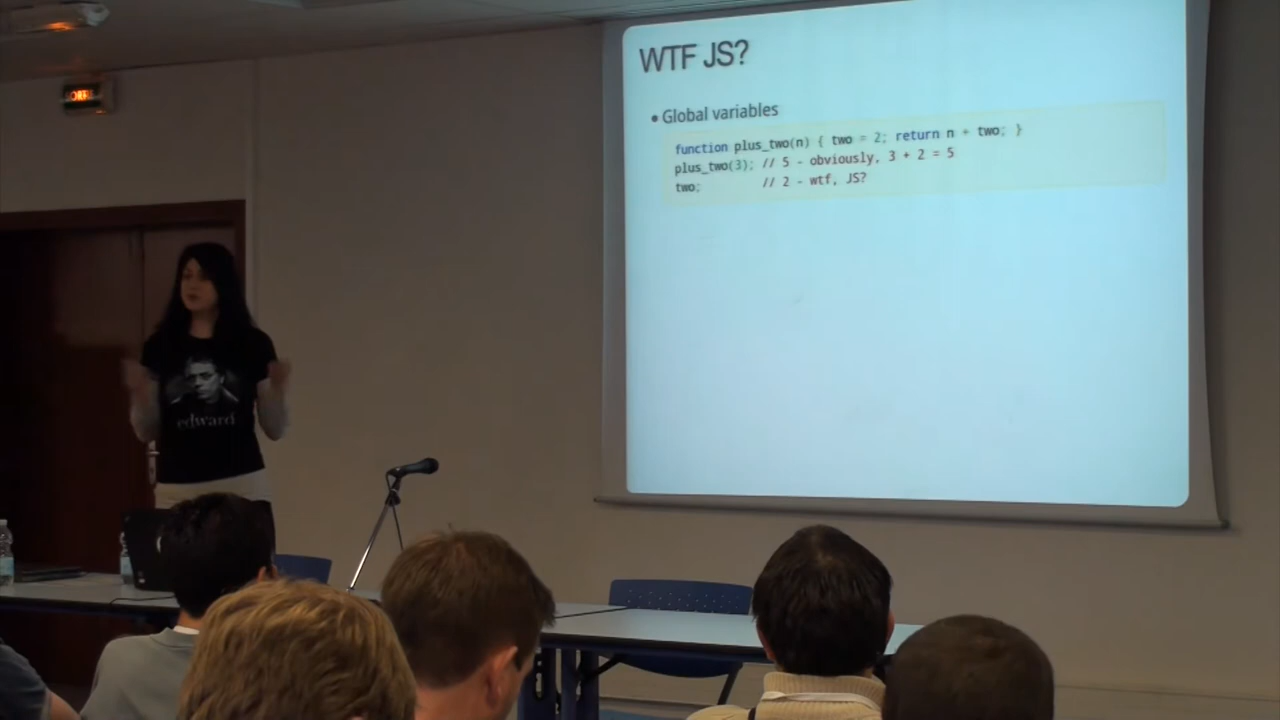 WTF JS?
• Global variables
function plus_two(n) { two = 2; return n + two; }
plus_two(3); // 5 - obviously, 3 + 2 = 5
two; // 2 - wtf, JS?
edward